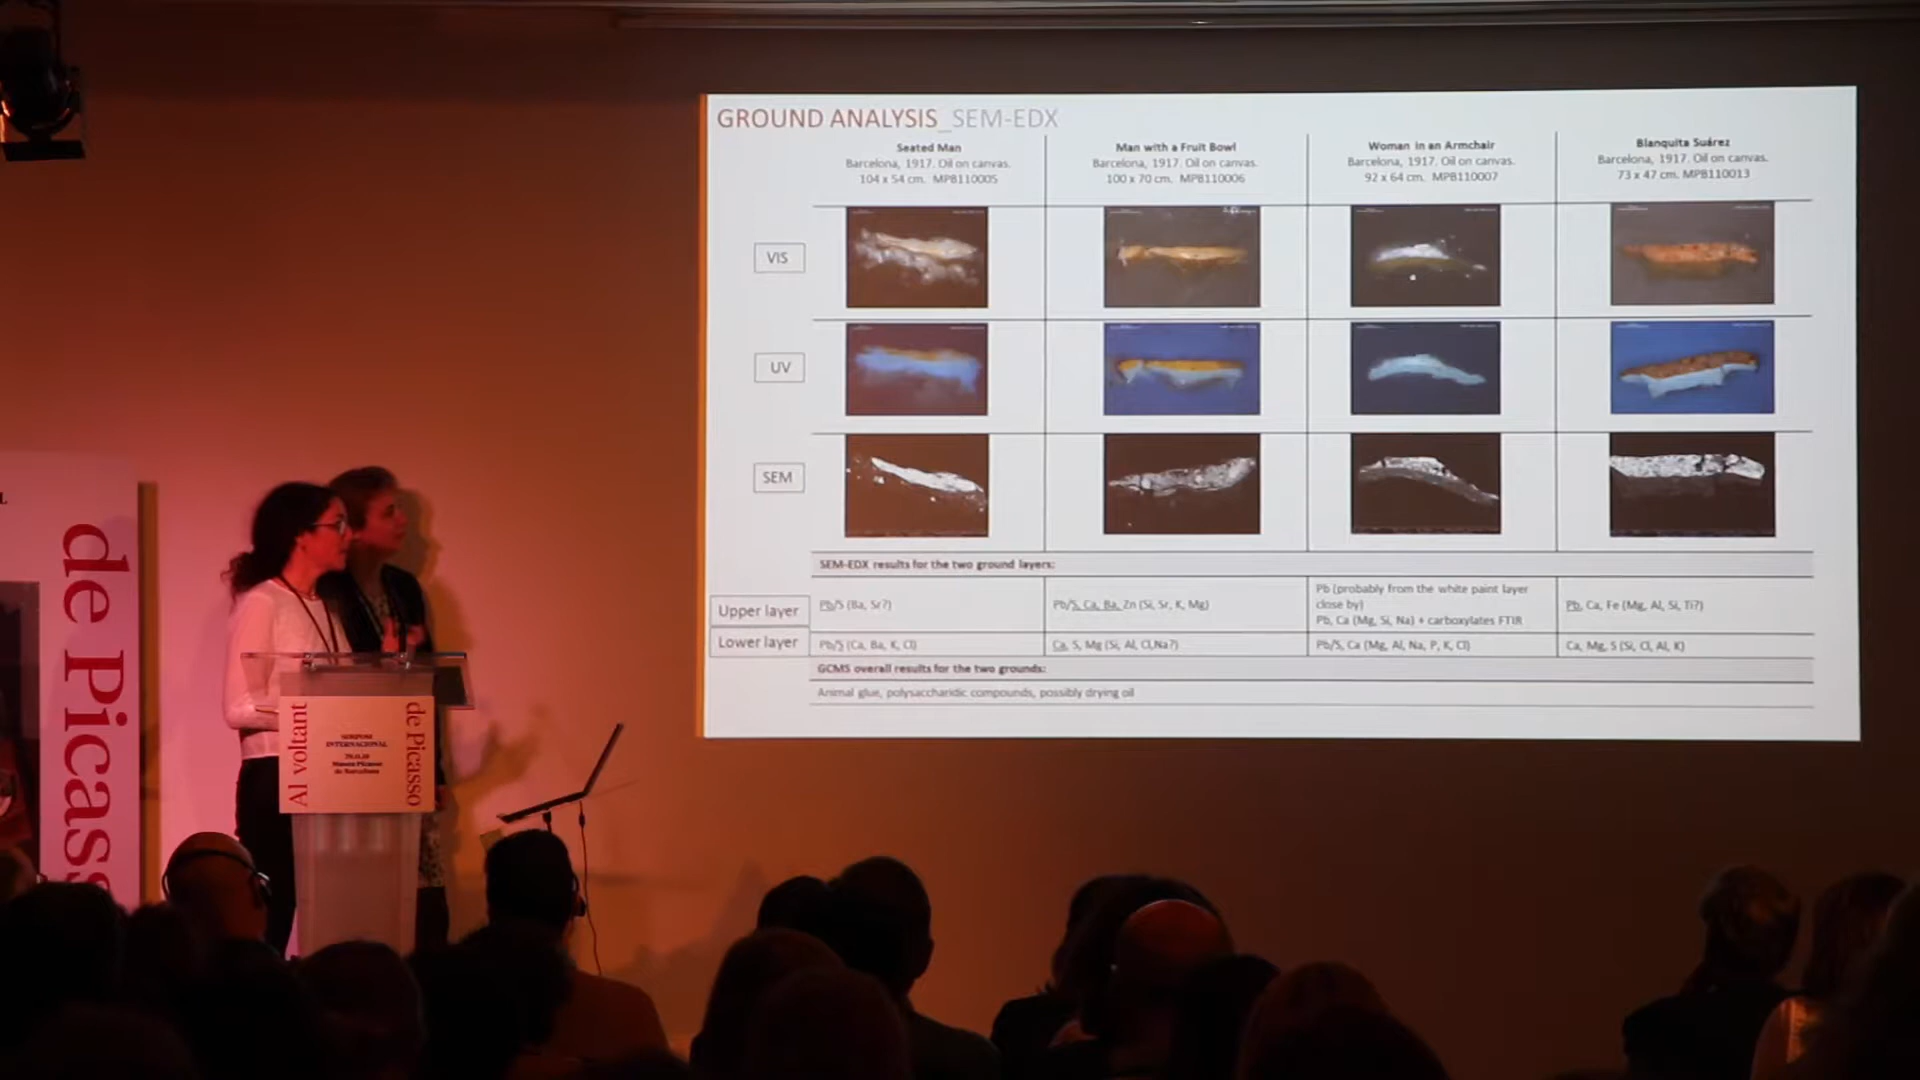 GROUND ANALYSIS_SEM-EDX
Seated Man
Barcelona, 1917. Oil on canvas.
104 x 54 cm. MPB110005
Man with a Fruit Bowl
Barcelona, 1917. Oil on canvas.
100 x 70 cm. MPB110006
Woman in an Armchair
Barcelona, 1917. Oil on canvas.
92 x 64 cm. MPB110007
Blanquita Suárez
Barcelona, 1917. Oil on canvas.
73 x 47 cm. MPB110013
VIS
UV
SEM
SEM-EDX results for the two ground layers:
Upper layer
Pb/S (Ba, Sr?)
Pb/S, Ca, Ba, Zn (Si, Sr, K, Mg)
Pb (probably from the white paint layer
close by)
Pb, Ca (Mg, Si, Na) + carboxylates FTIR
Pb, Ca, Fe (Mg, Al, Si, Ti?)
Lower layer
Pb/S (Ca, Ba, K, Cl)
Ca, S, Mg (Si, Al, Cl,Na?)
Pb/S, Ca (Mg, Al, Na, P, K, Cl)
Ca, Mg, S (Si, Cl, Al, K)
GCMS overall results for the two grounds:
Animal glue, polysaccharidic compounds, possibly drying oil
de Picas
Al voltant
de Picasso
SIMPOSI
INTERNACIONAL
Museu Picasso
de Barcelona